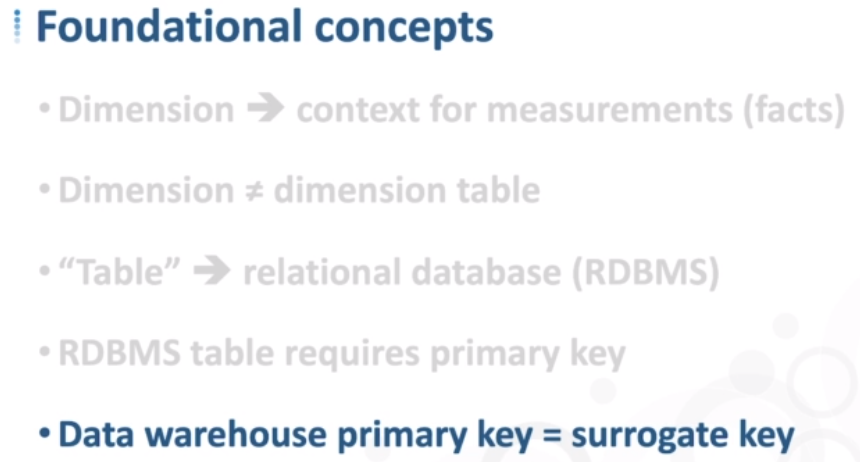 Foundational concepts
• Dimension ➔ context for measurements (facts)
• Dimension ≠ dimension table
• “Table” ➔ relational database (RDBMS)
• RDBMS table requires primary key
• Data warehouse primary key = surrogate key